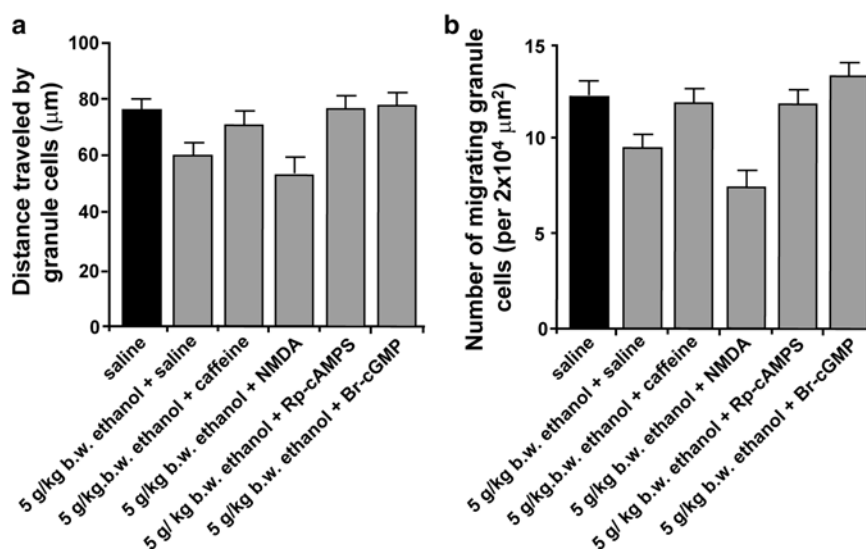 a
Distance traveled by
granule cells (µm)
100
80
60
40
20
0
saline
5 g/kg b.w. ethanol + saline
5 g/kg.b.w. ethanol + caffeine
5 g/kg b.w. ethanol + NMDA
5 g/ kg b.w. ethanol + Rp-cAMPS
5 g/kg b.w. ethanol + Br-cGMP
b
Number of migrating granule
cells (per 2x10⁴ µm²)
15
10
5
0
saline
5 g/kg b.w. ethanol + saline
5 g/kg.b.w. ethanol + caffeine
5 g/kg b.w. ethanol + NMDA
5 g/ kg b.w. ethanol + Rp-cAMPS
5 g/kg b.w. ethanol + Br-cGMP